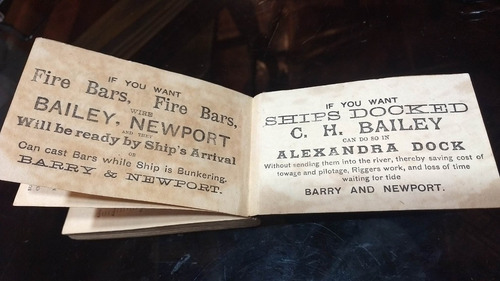 IF YOU WANT
Fire Bars, Fire Bars,
WIRE
BAILEY, NEWPORT
AND THEY
Will be ready by Ship's Arrival
OR
Can cast Bars while Ship is Bunkering.
BARRY & NEWPORT.
IF YOU WANT
SHIPS DOCKED
C. H. BAILEY
CAN DO SO IN
ALEXANDRA DOCK
Without sending them into the river, thereby saving cost of
towage and pilotage, Riggers work, and loss of time
waiting for tide
BARRY AND NEWPORT.